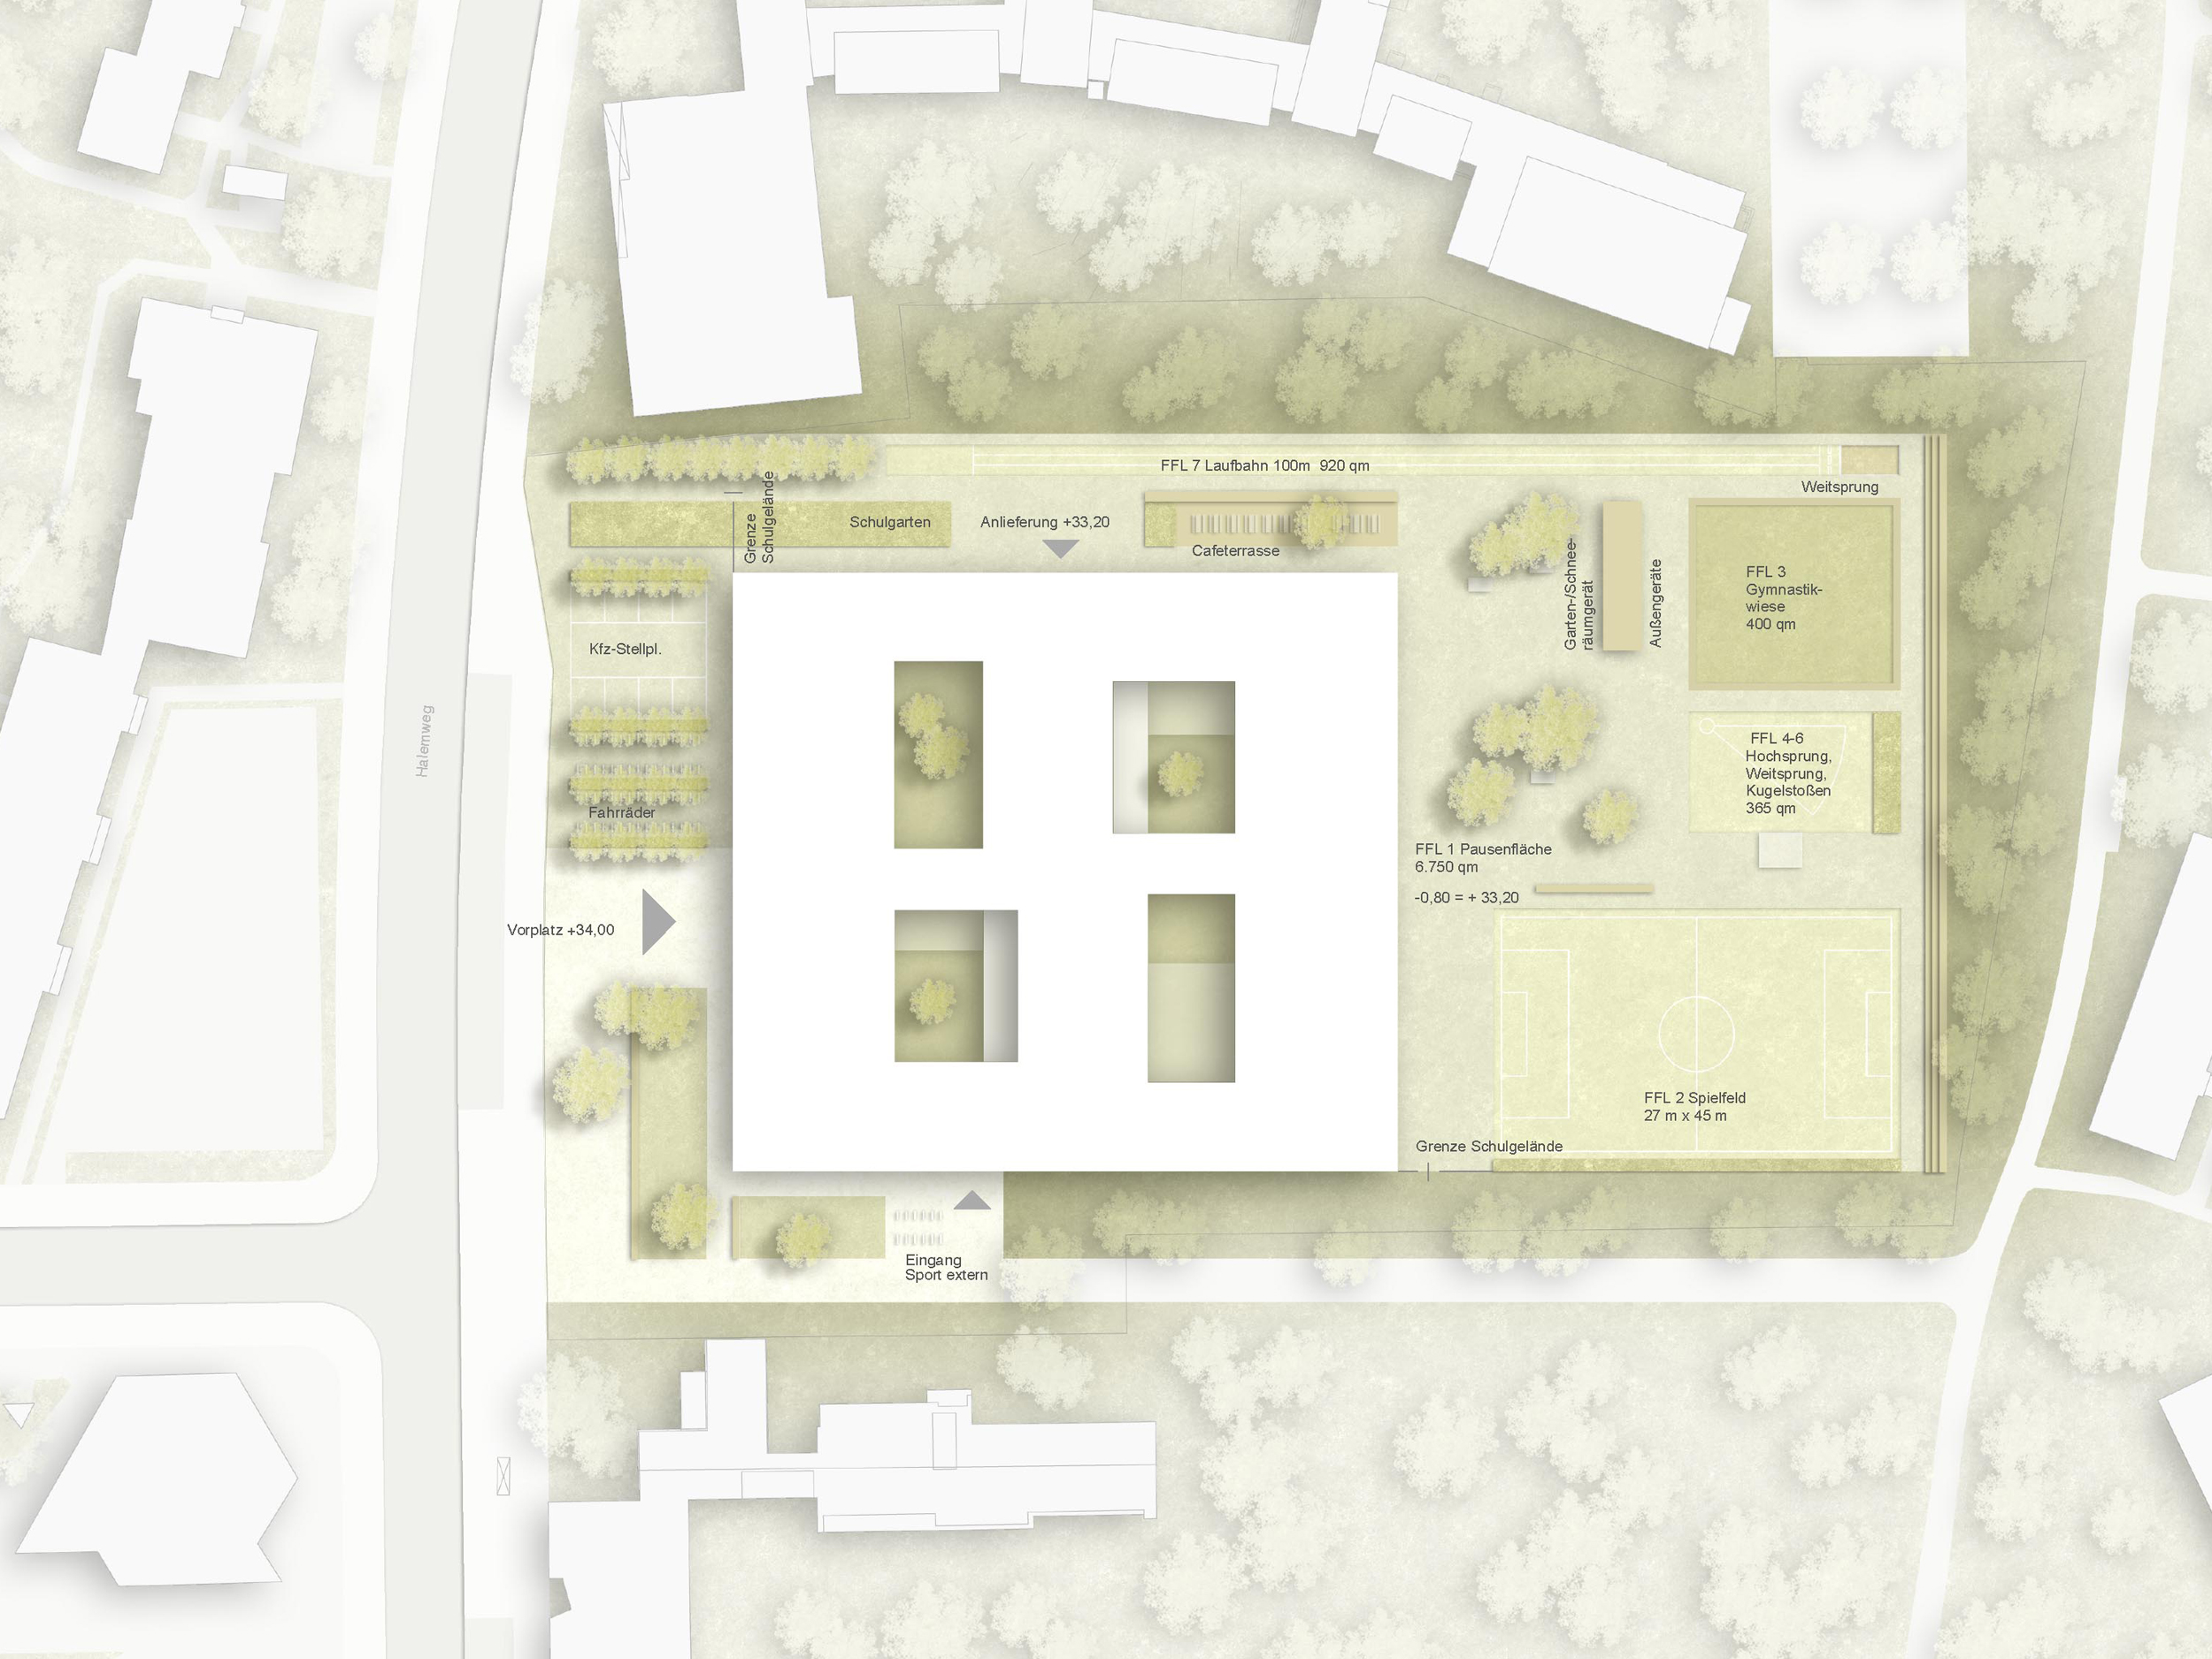 FFL 7 Laufbahn 100m  920 qm
Weitsprung
Grenze
Schulgelände
Schulgarten
Anlieferung +33,20
Cafeterrasse
Garten-/Schnee-
räumgerät
Außengeräte
FFL 3
Gymnastik-
wiese
400 qm
Kfz-Stellpl.
Halemweg
FFL 4-6
Hochsprung,
Weitsprung,
Kugelstoßen
365 qm
Fahrräder
FFL 1 Pausenfläche
6.750 qm
-0,80 = + 33,20
Vorplatz +34,00
FFL 2 Spielfeld
27 m x 45 m
Grenze Schulgelände
Eingang
Sport extern